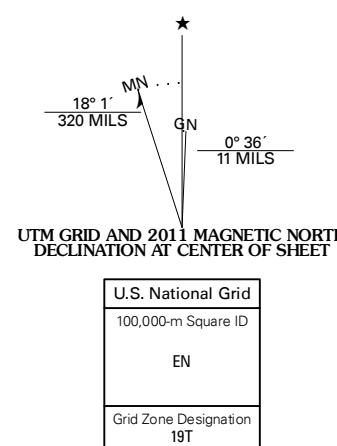 MN
18° 1´
320 MILS
GN
0° 36´
11 MILS
UTM GRID AND 2011 MAGNETIC NORT
DECLINATION AT CENTER OF SHEET
U.S. National Grid
100,000-m Square ID
EN
Grid Zone Designation
19T